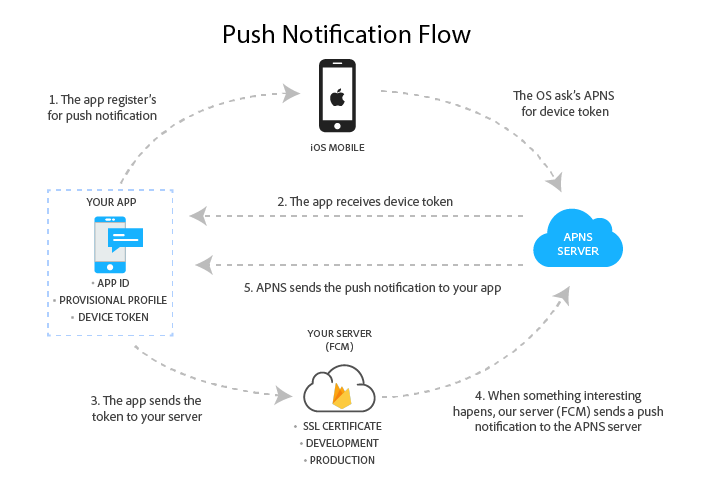 Push Notification Flow
1. The app register's
for push notification
iOS MOBILE
The OS ask's APNS
for device token
YOUR APP
• APP ID
• PROVISIONAL PROFILE
• DEVICE TOKEN
2. The app receives device token
APNS
SERVER
5. APNS sends the push notification to your app
3. The app sends the
token to your server
YOUR SERVER
(FCM)
• SSL CERTIFICATE
• DEVELOPMENT
• PRODUCTION
4. When something interesting
hapens, our server (FCM) sends a push
notification to the APNS server